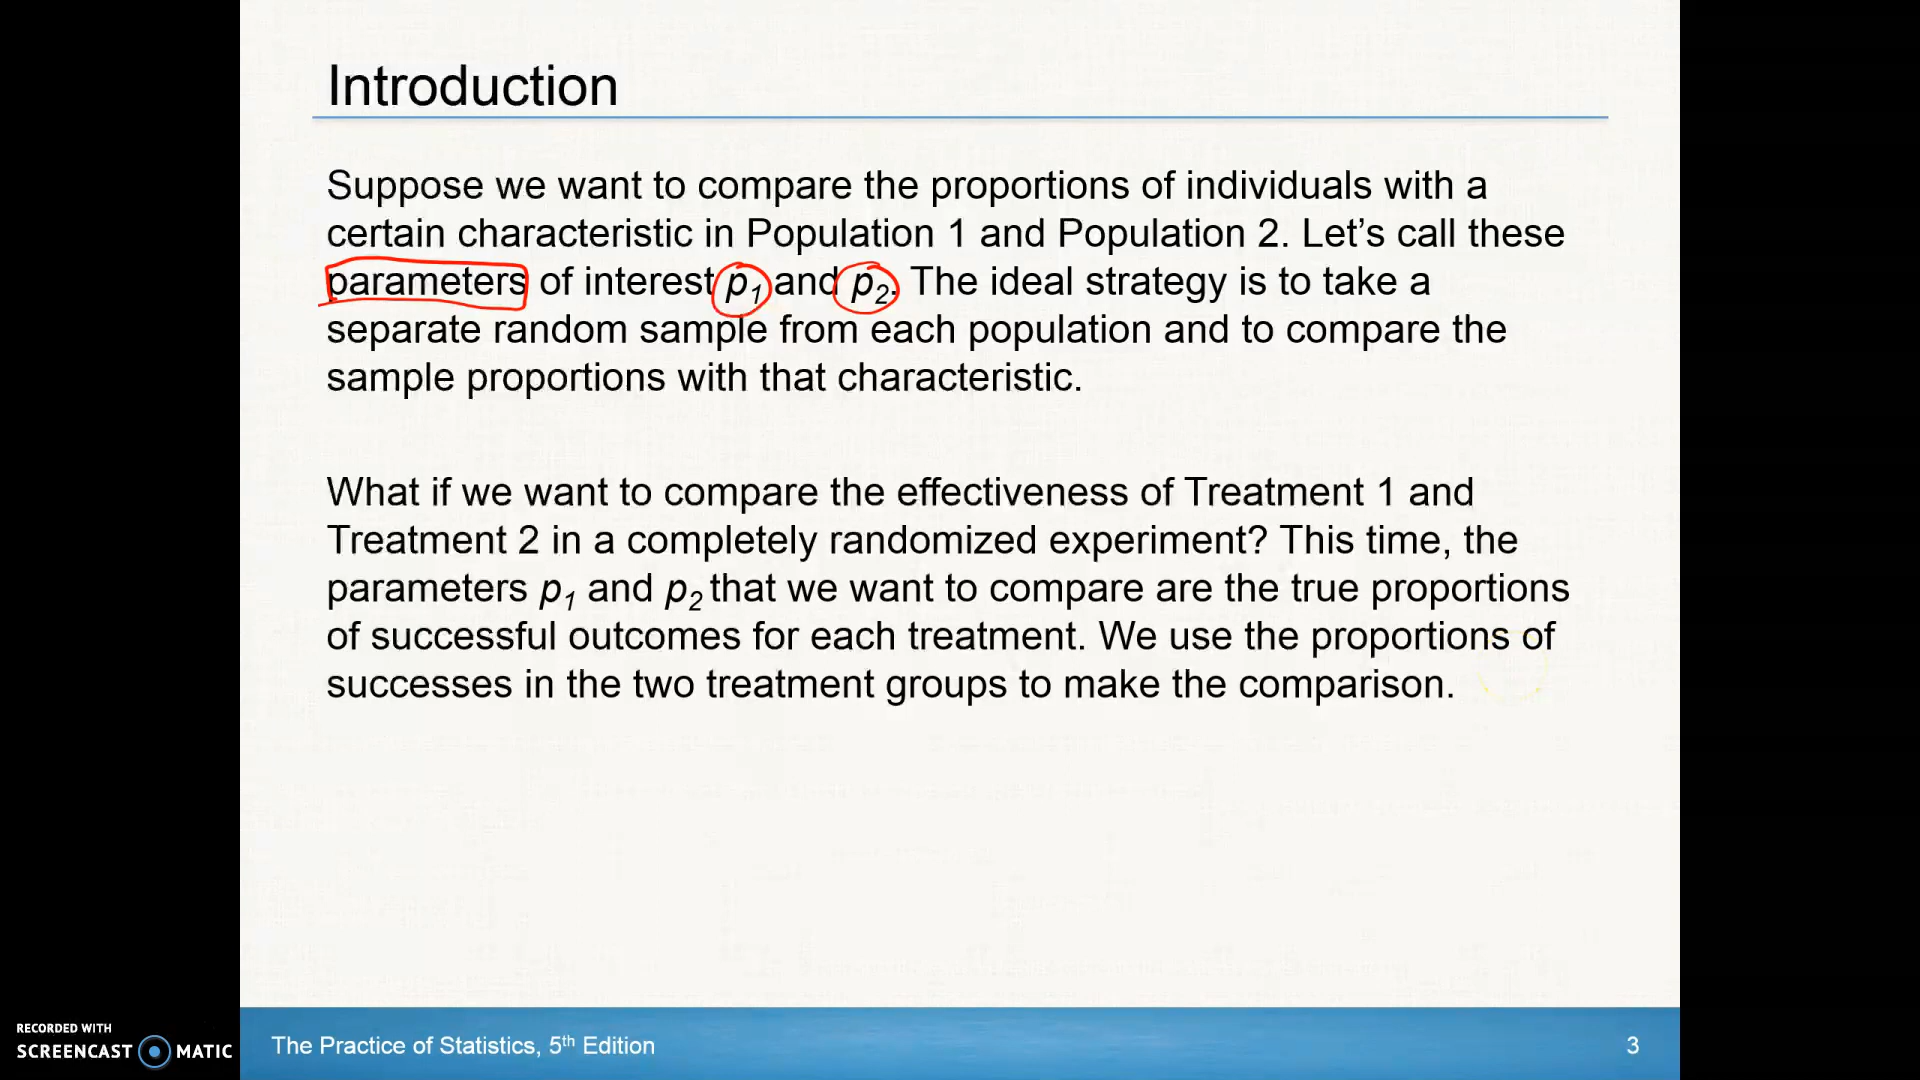 Introduction
Suppose we want to compare the proportions of individuals with a
certain characteristic in Population 1 and Population 2. Let’s call these
parameters of interest p1 and p2. The ideal strategy is to take a
separate random sample from each population and to compare the
sample proportions with that characteristic.
What if we want to compare the effectiveness of Treatment 1 and
Treatment 2 in a completely randomized experiment? This time, the
parameters p1 and p2 that we want to compare are the true proportions
of successful outcomes for each treatment. We use the proportions of
successes in the two treatment groups to make the comparison.
RECORDED WITH
SCREENCAST MATIC
The Practice of Statistics, 5th Edition
3